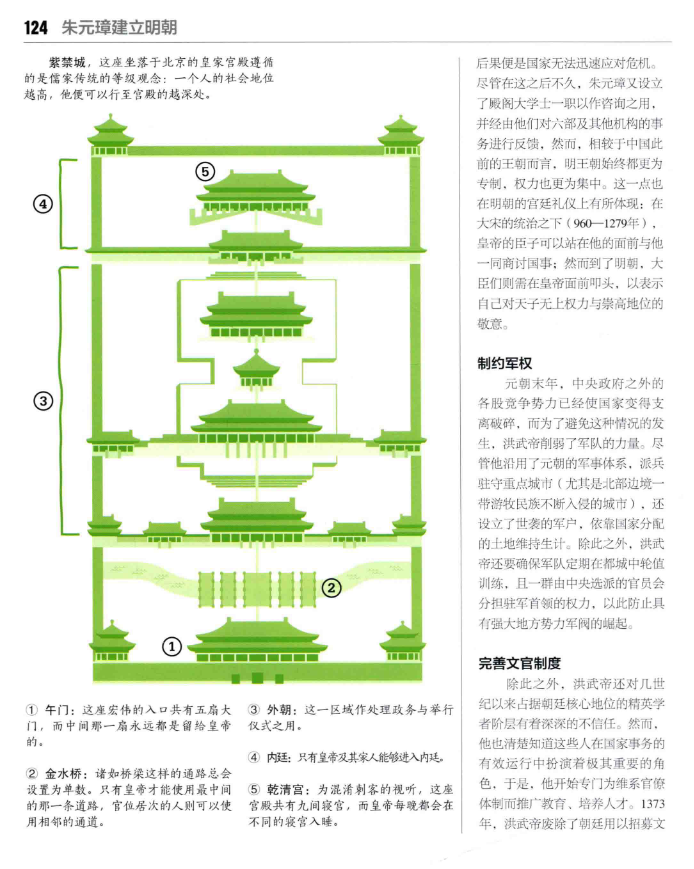 124 朱元璋建立明朝
紫禁城，这座坐落于北京的皇家宫殿遵循
的是儒家传统的等级观念：一个人的社会地位
越高，他便可以行至宫殿的越深处。
⑤
④
③
②
①
① 午门：这座宏伟的入口共有五扇大
门，而中间那一扇永远都是留给皇帝
的。
② 金水桥：诸如桥梁这样的通路总会
设置为单数。只有皇帝才能使用最中间
的那一条道路，官位居次的人则可以使
用相邻的通道。
③ 外朝：这一区域作处理政务与举行
仪式之用。
④ 内廷：只有皇帝及其家人能够进入内廷。
⑤ 乾清宫：为混淆刺客的视听，这座
宫殿共有九间寝宫，而皇帝每晚都会在
不同的寝宫入睡。
后果便是国家无法迅速应对危机。
尽管在这之后不久，朱元璋又设立
了殿阁大学士一职以作咨询之用，
并经由他们对六部及其他机构的事
务进行反馈，然而，相较于中国此
前的王朝而言，明王朝始终都更为
专制，权力也更为集中。这一点也
在明朝的宫廷礼仪上有所体现：在
大宋的统治之下（960—1279年），
皇帝的臣子可以站在他的面前与他
一同商讨国事；然而到了明朝，大
臣们则需在皇帝面前叩头，以表示
自己对天子无上权力与崇高地位的
敬意。
制约军权
元朝末年，中央政府之外的
各股竞争势力已经使国家变得支
离破碎，而为了避免这种情况的发
生，洪武帝削弱了军队的力量。尽
管他沿用了元朝的军事体系，派兵
驻守重点城市（尤其是北部边境一
带游牧民族不断入侵的城市），还
设立了世袭的军户，依靠国家分配
的土地维持生计。除此之外，洪武
帝还要确保军队定期在都城中轮值
训练，且一群由中央选派的官员会
分担驻军首领的权力，以此防止具
有强大地方势力军阀的崛起。
完善文官制度
除此之外，洪武帝还对几世
纪以来占据朝廷核心地位的精英学
者阶层有着深深的不信任。然而，
他也清楚知道这些人在国家事务的
有效运行中扮演着极其重要的角
色，于是，他开始专门为维系官僚
体制而推广教育、培养人才。1373
年，洪武帝废除了朝廷用以招募文